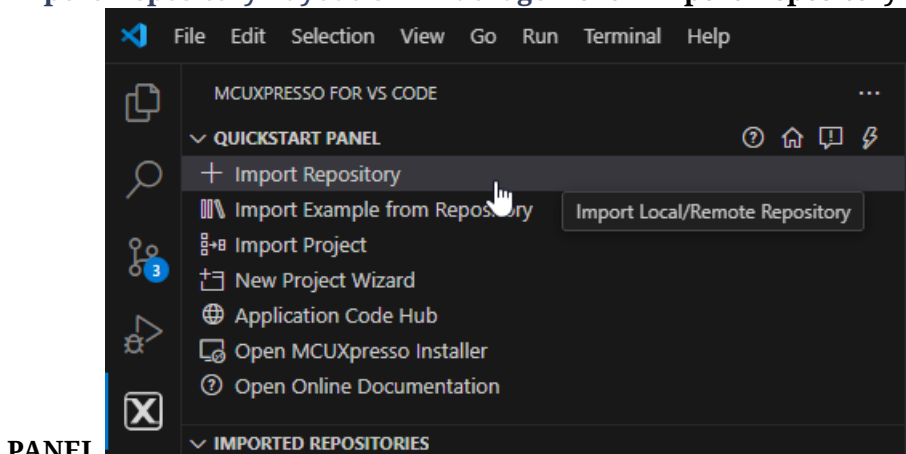 File Edit Selection View Go Run Terminal Help
MCUXPRESSO FOR VS CODE
QUICKSTART PANEL
Import Repository
Import Example from Repository
Import Local/Remote Repository
Import Project
3
New Project Wizard
Application Code Hub
Open MCUXpresso Installer
Open Online Documentation
PANEL
IMPORTED REPOSITORIES